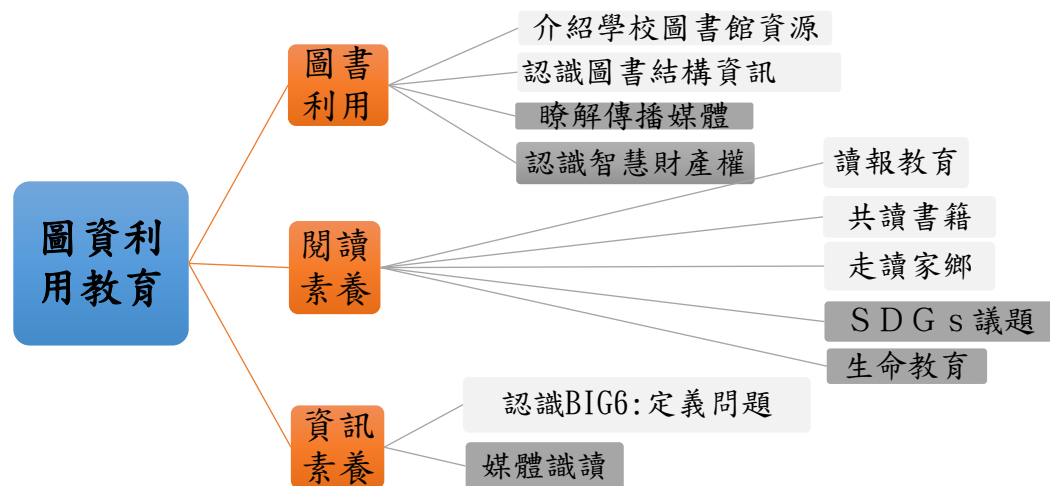 圖資利
用教育
圖書
利用
介紹學校圖書館資源
認識圖書結構資訊
瞭解傳播媒體
認識智慧財產權
閱讀
素養
讀報教育
共讀書籍
走讀家鄉
ＳＤＧｓ議題
生命教育
資訊
素養
認識BIG6:定義問題
媒體識讀